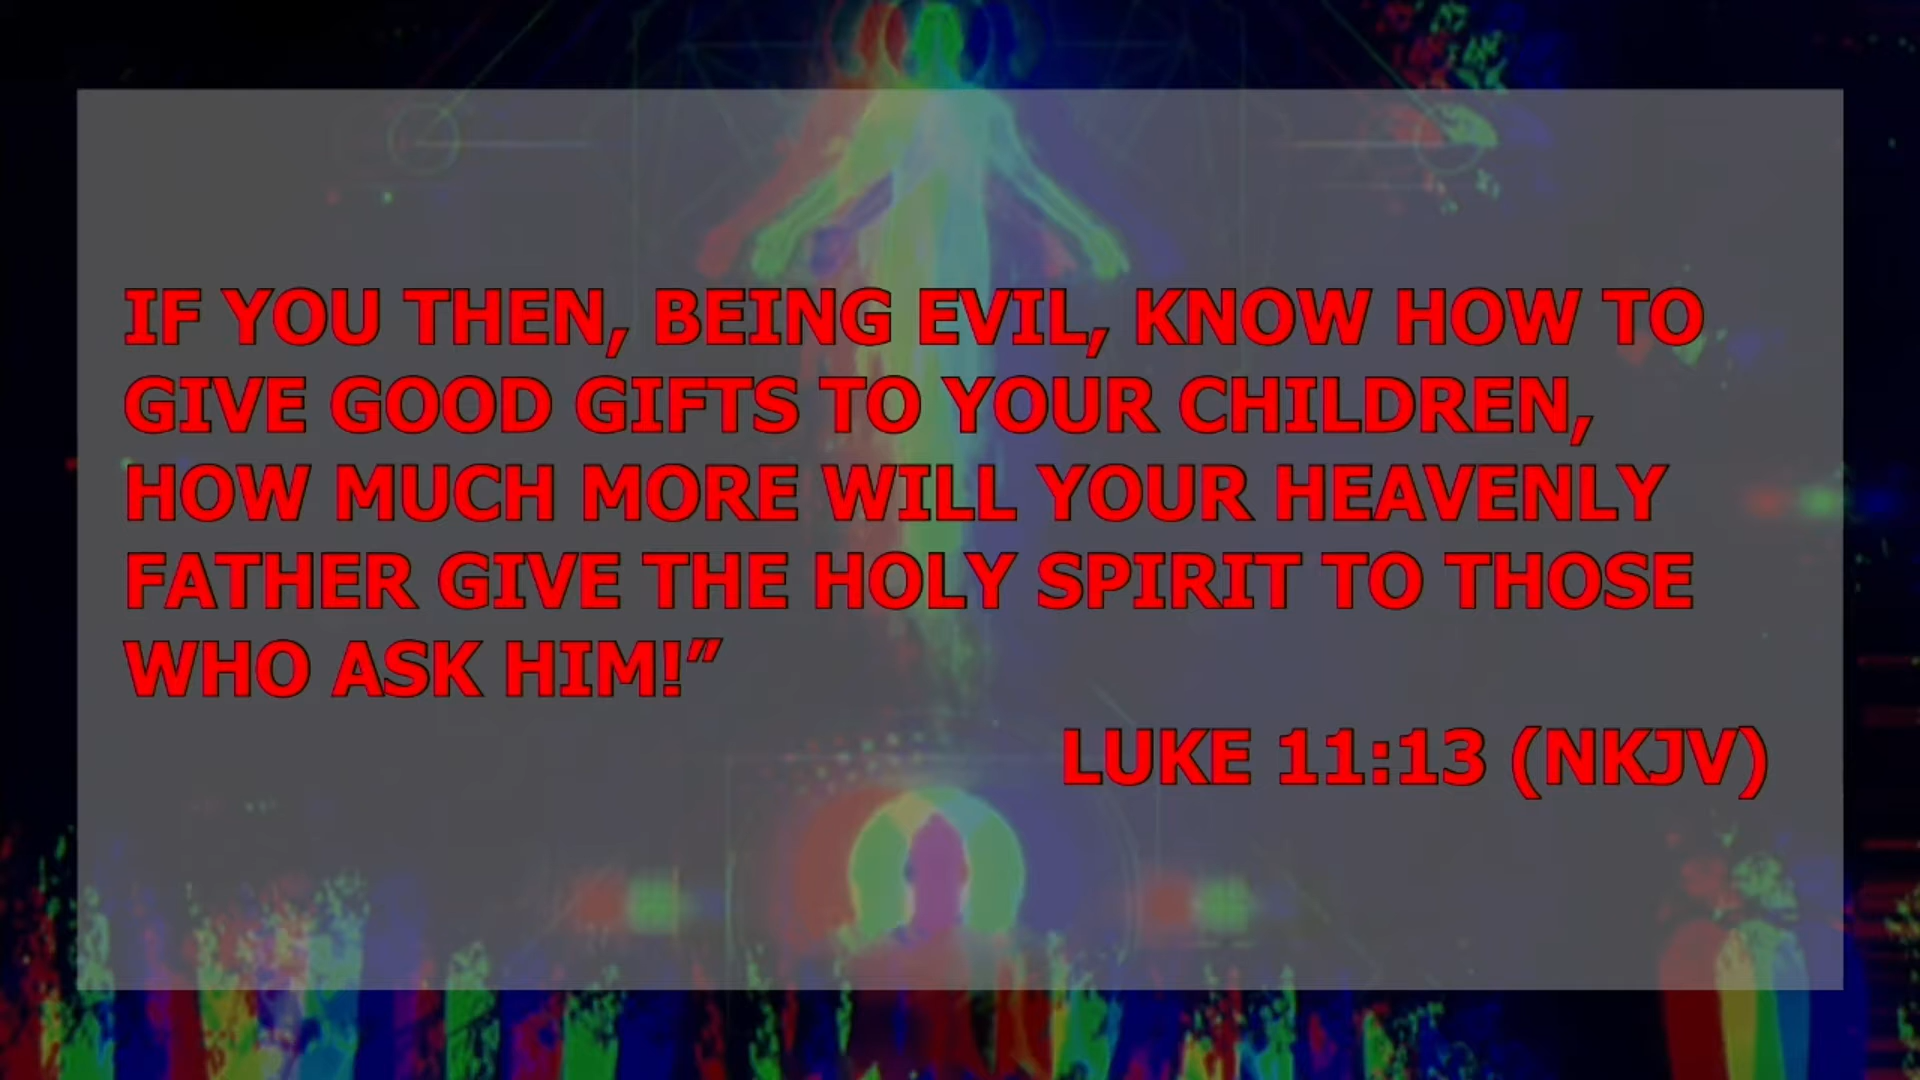 IF YOU THEN, BEING EVIL, KNOW HOW TO
GIVE GOOD GIFTS TO YOUR CHILDREN,
HOW MUCH MORE WILL YOUR HEAVENLY
FATHER GIVE THE HOLY SPIRIT TO THOSE
WHO ASK HIM!”
LUKE 11:13 (NKJV)